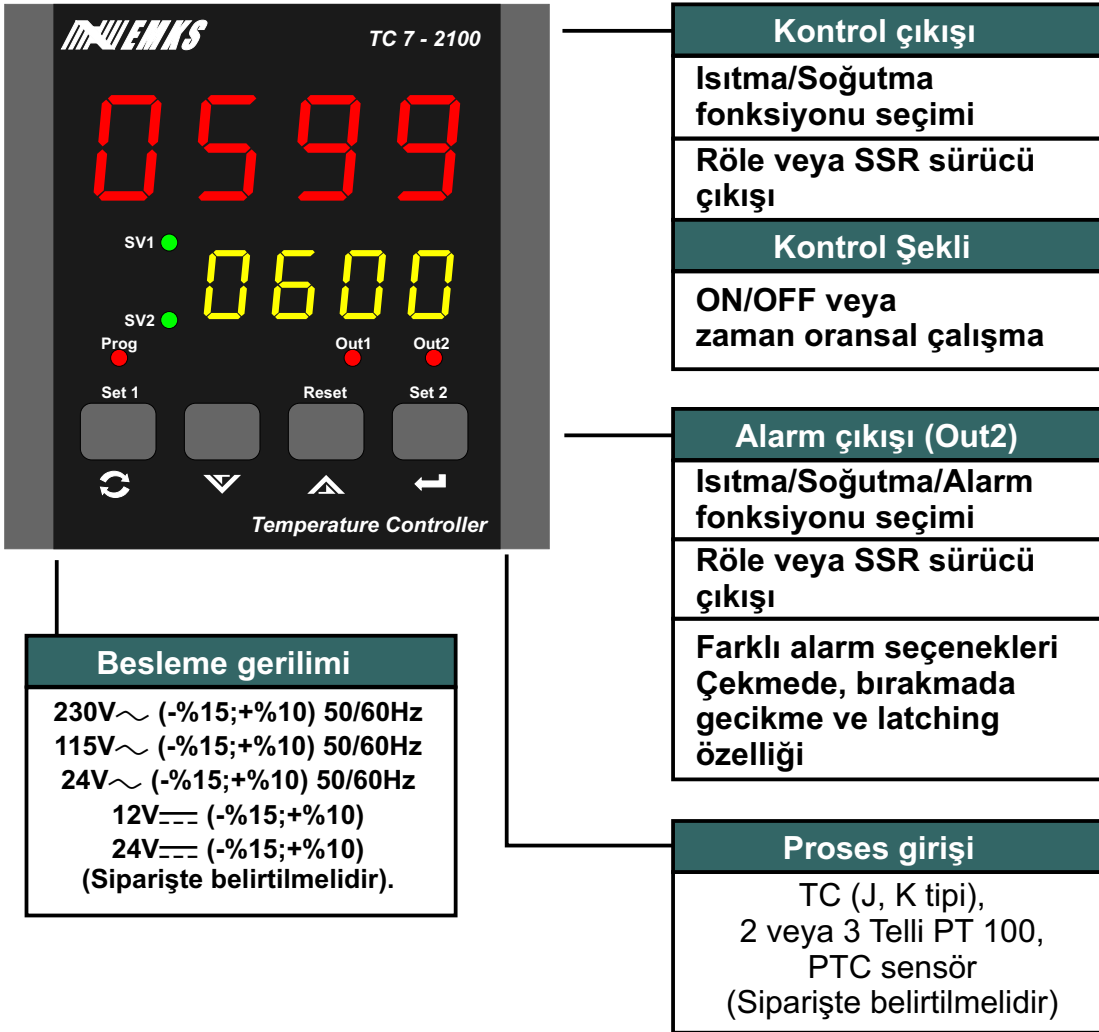 EMKS
TC 7 - 2100
0599
SV1
0600
SV2
Prog
Out1
Out2
Set 1
Reset
Set 2
Temperature Controller
Kontrol çıkışı
Isıtma/Soğutma
fonksiyonu seçimi
Röle veya SSR sürücü
çıkışı
Kontrol Şekli
ON/OFF veya
zaman oransal çalışma
Alarm çıkışı (Out2)
Isıtma/Soğutma/Alarm
fonksiyonu seçimi
Röle veya SSR sürücü
çıkışı
Farklı alarm seçenekleri
Çekmede, bırakmada
gecikme ve latching
özelliği
Besleme gerilimi
230V~ (-%15;+%10) 50/60Hz
115V~ (-%15;+%10) 50/60Hz
24V~ (-%15;+%10) 50/60Hz
12V⎓ (-%15;+%10)
24V⎓ (-%15;+%10)
(Siparişte belirtilmelidir).
Proses girişi
TC (J, K tipi),
2 veya 3 Telli PT 100,
PTC sensör
(Siparişte belirtilmelidir)